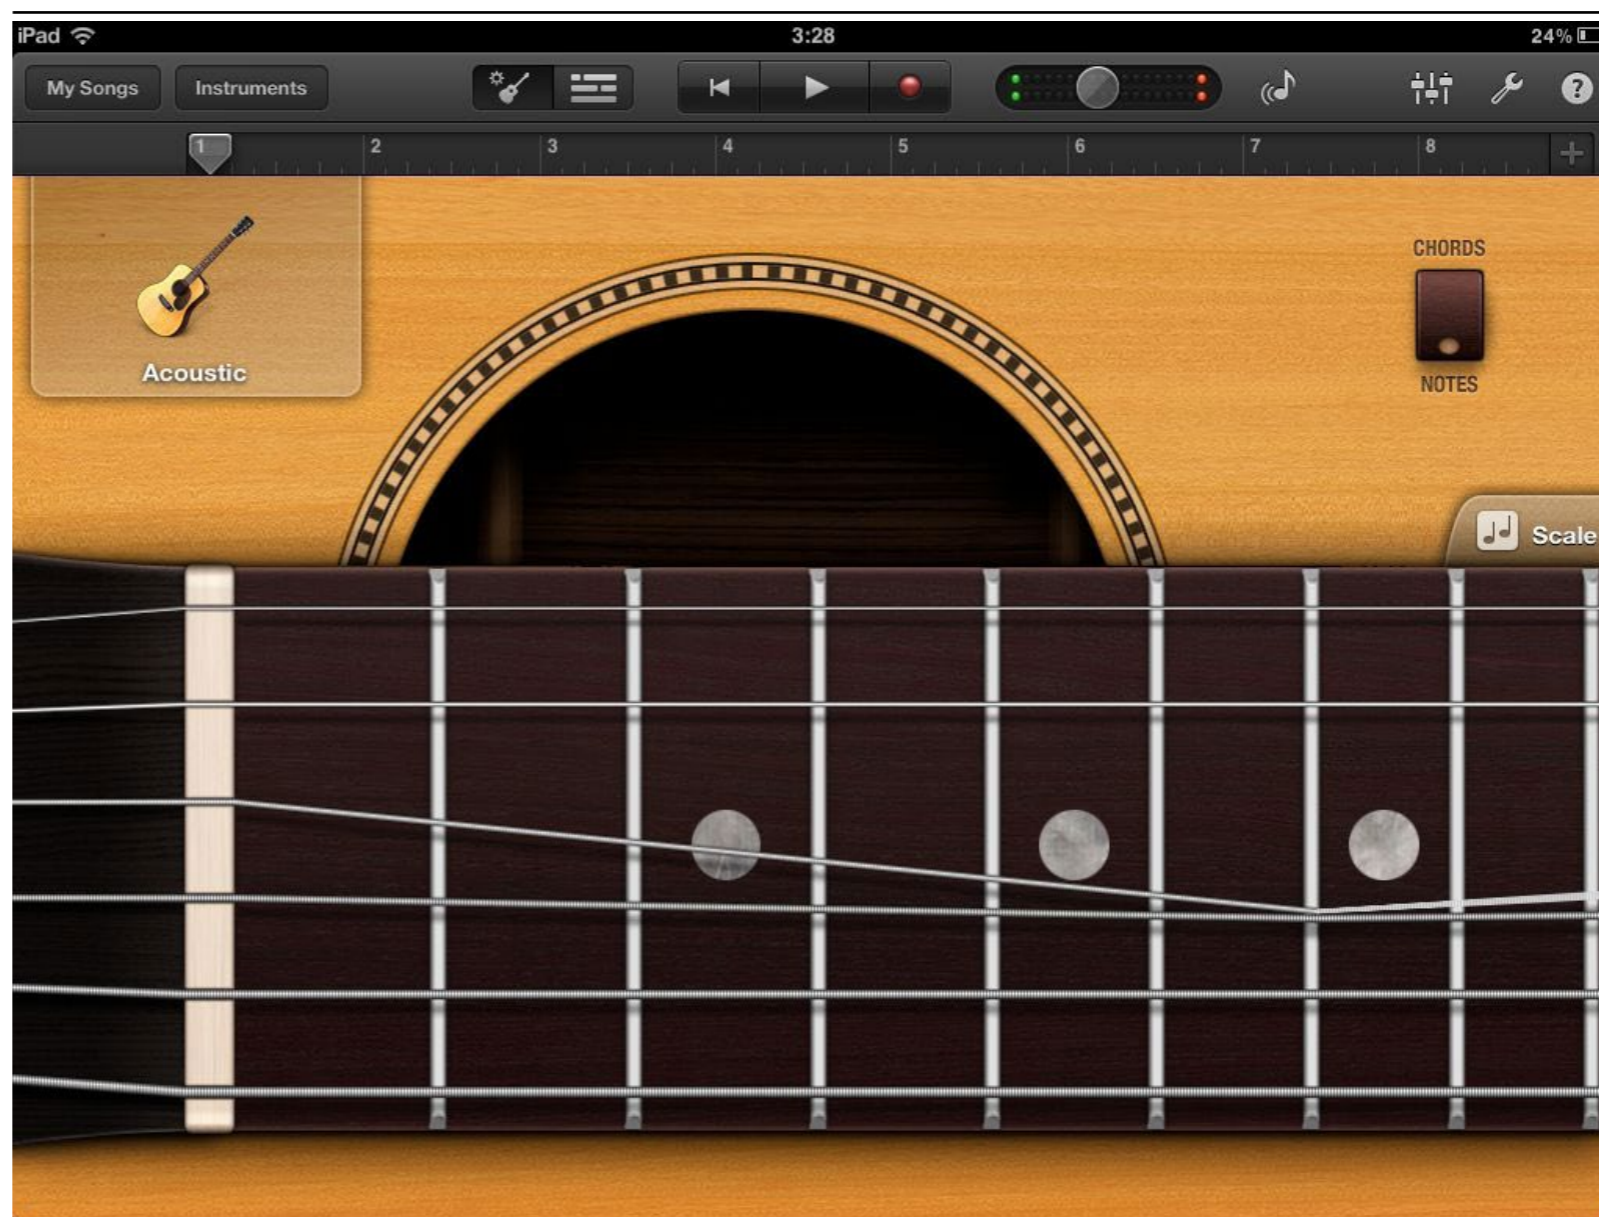 iPad 3:28 24%
My Songs Instruments ?
1 2 3 4 5 6 7 8 +
CHORDS
Acoustic
NOTES
Scale